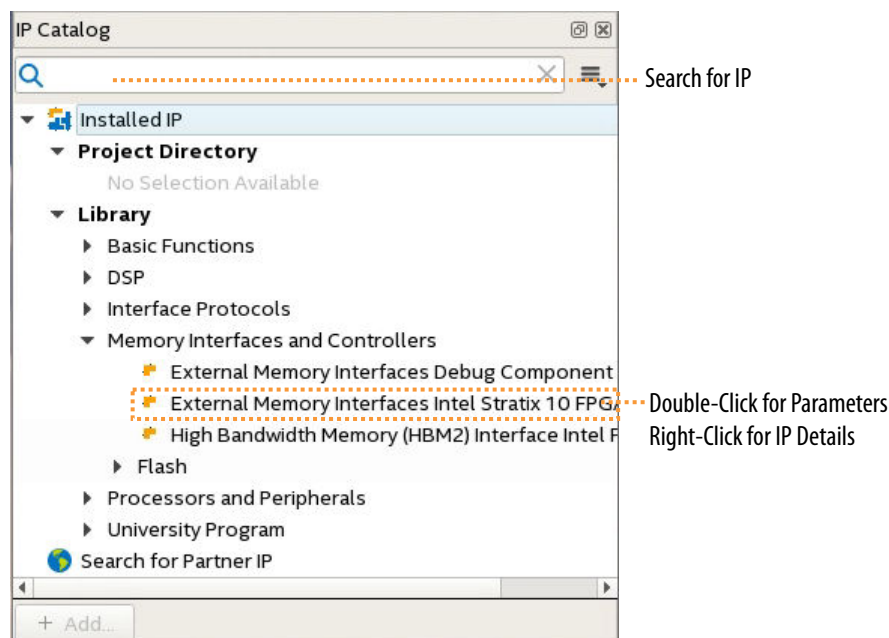 IP Catalog
Search for IP
Installed IP
Project Directory
No Selection Available
Library
Basic Functions
DSP
Interface Protocols
Memory Interfaces and Controllers
External Memory Interfaces Debug Component
External Memory Interfaces Intel Stratix 10 FPGA
Double-Click for Parameters
High Bandwidth Memory (HBM2) Interface Intel F
Right-Click for IP Details
Flash
Processors and Peripherals
University Program
Search for Partner IP
+ Add...